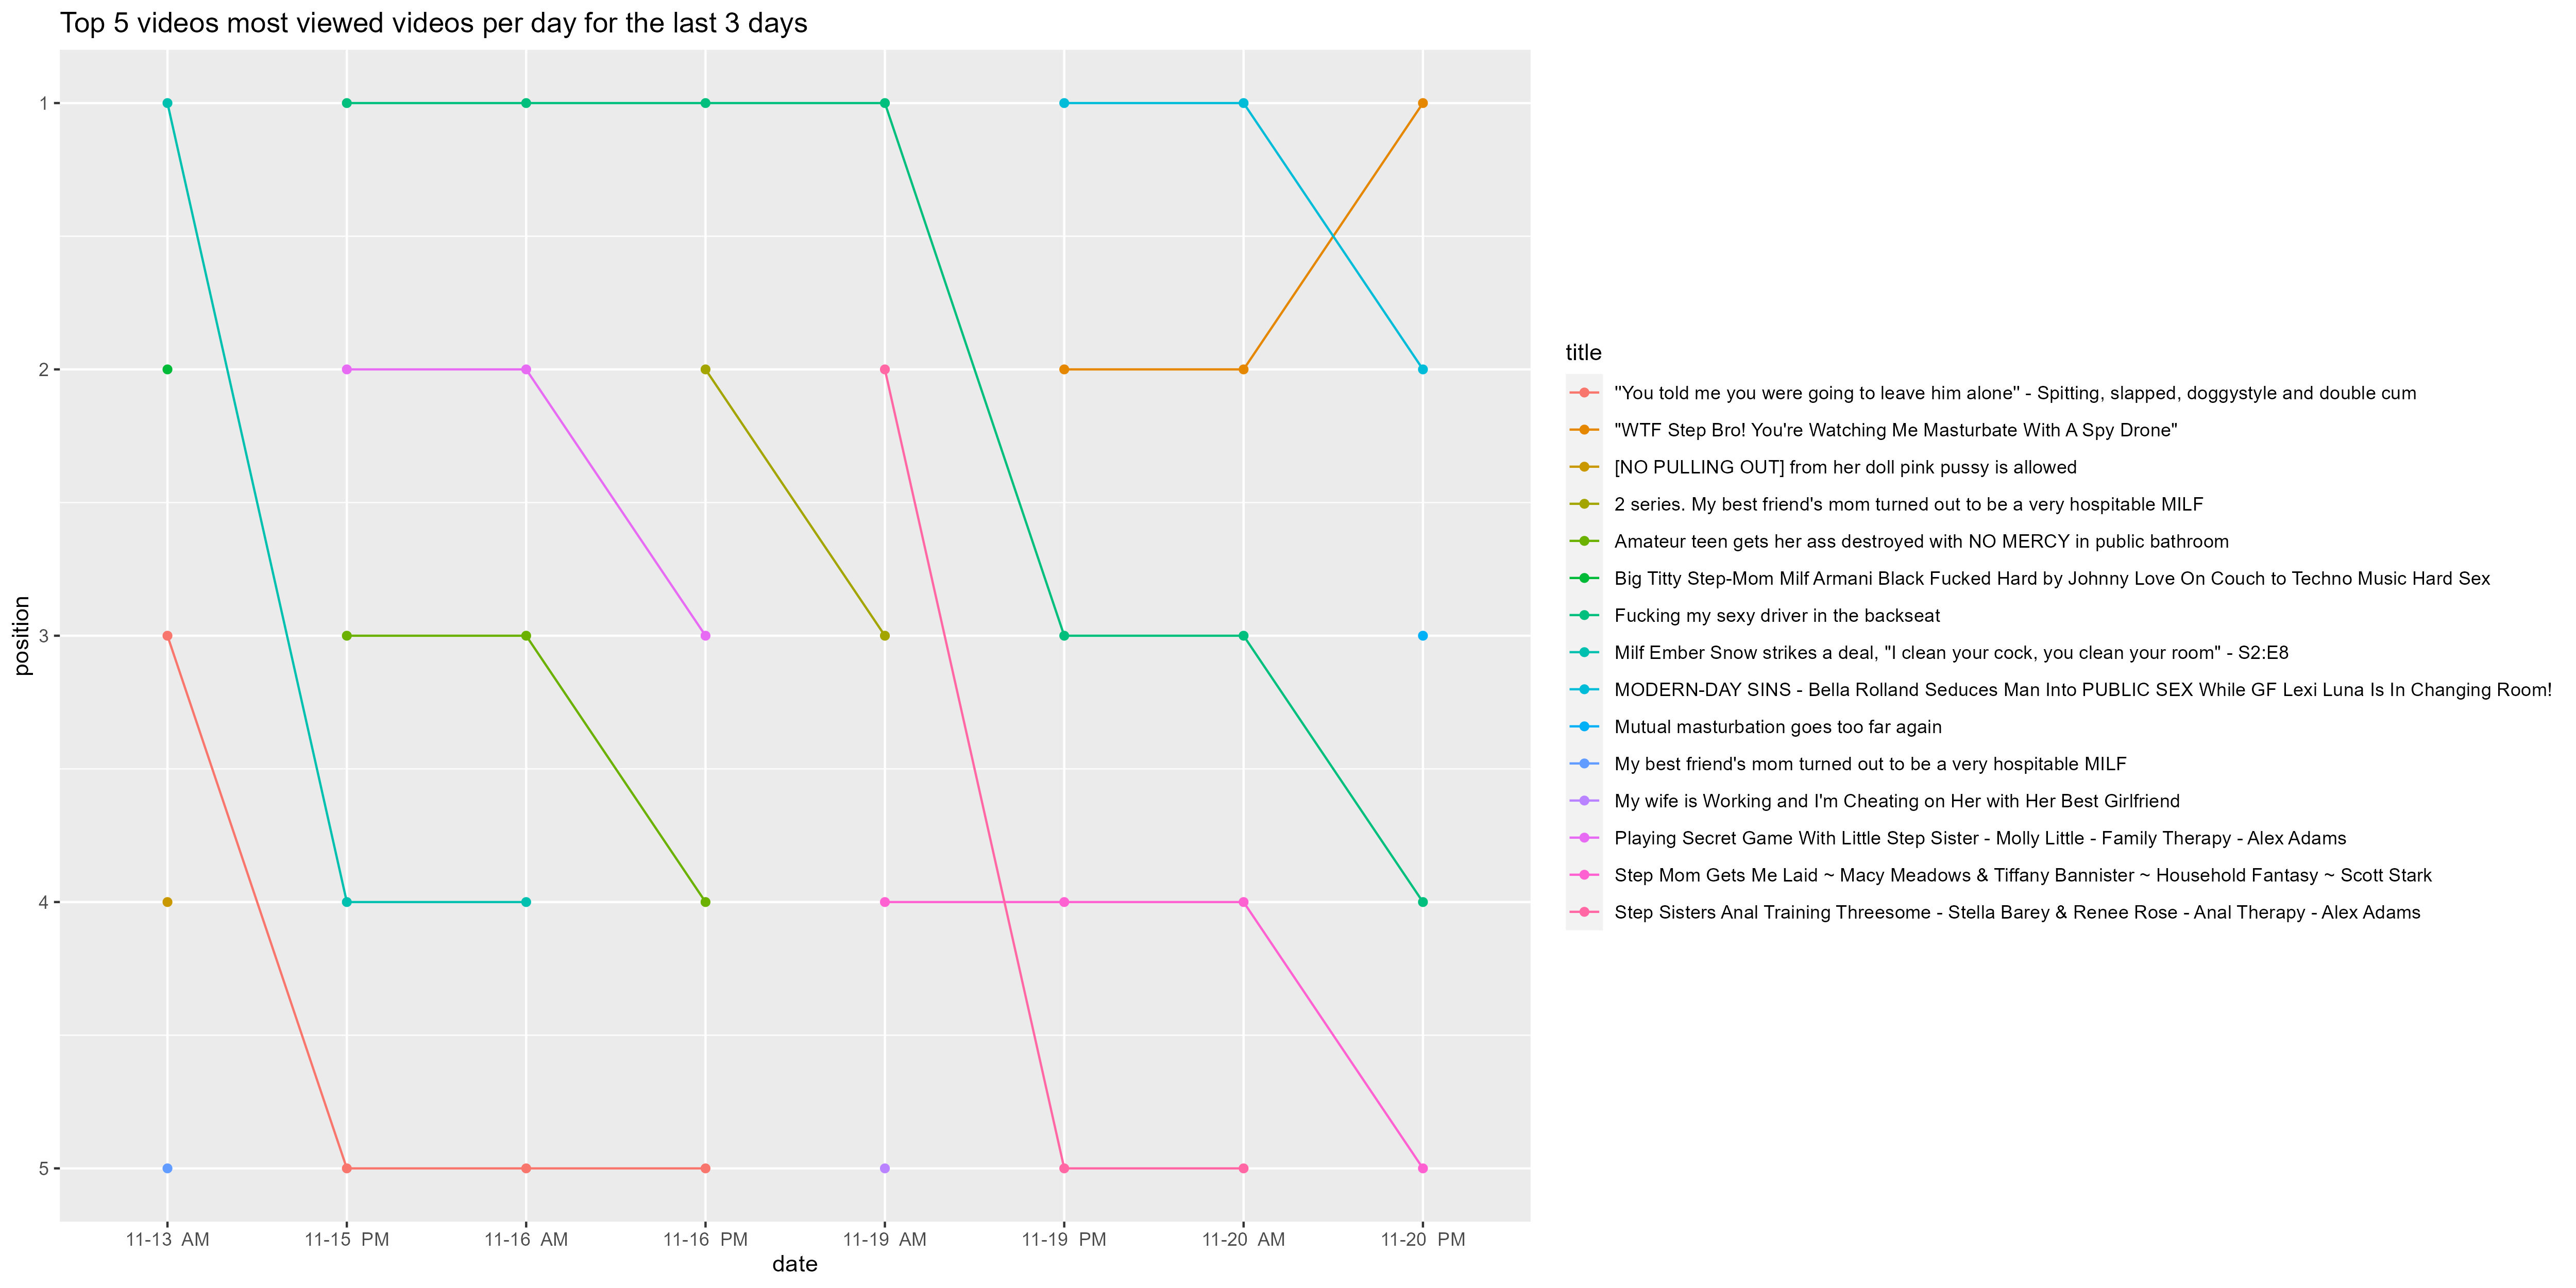 Top 5 videos most viewed videos per day for the last 3 days
position
1
2
3
4
5
11-13 AM
11-15 PM
11-16 AM
11-16 PM
11-19 AM
11-19 PM
11-20 AM
11-20 PM
date
title
"You told me you were going to leave him alone" - Spitting, slapped, doggystyle and double cum
"WTF Step Bro! You're Watching Me Masturbate With A Spy Drone"
[NO PULLING OUT] from her doll pink pussy is allowed
2 series. My best friend's mom turned out to be a very hospitable MILF
Amateur teen gets her ass destroyed with NO MERCY in public bathroom
Big Titty Step-Mom Milf Armani Black Fucked Hard by Johnny Love On Couch to Techno Music Hard Sex
Fucking my sexy driver in the backseat
Milf Ember Snow strikes a deal, "I clean your cock, you clean your room" - S2:E8
MODERN-DAY SINS - Bella Rolland Seduces Man Into PUBLIC SEX While GF Lexi Luna Is In Changing Room!
Mutual masturbation goes too far again
My best friend's mom turned out to be a very hospitable MILF
My wife is Working and I'm Cheating on Her with Her Best Girlfriend
Playing Secret Game With Little Step Sister - Molly Little - Family Therapy - Alex Adams
Step Mom Gets Me Laid ~ Macy Meadows & Tiffany Bannister ~ Household Fantasy ~ Scott Stark
Step Sisters Anal Training Threesome - Stella Barey & Renee Rose - Anal Therapy - Alex Adams